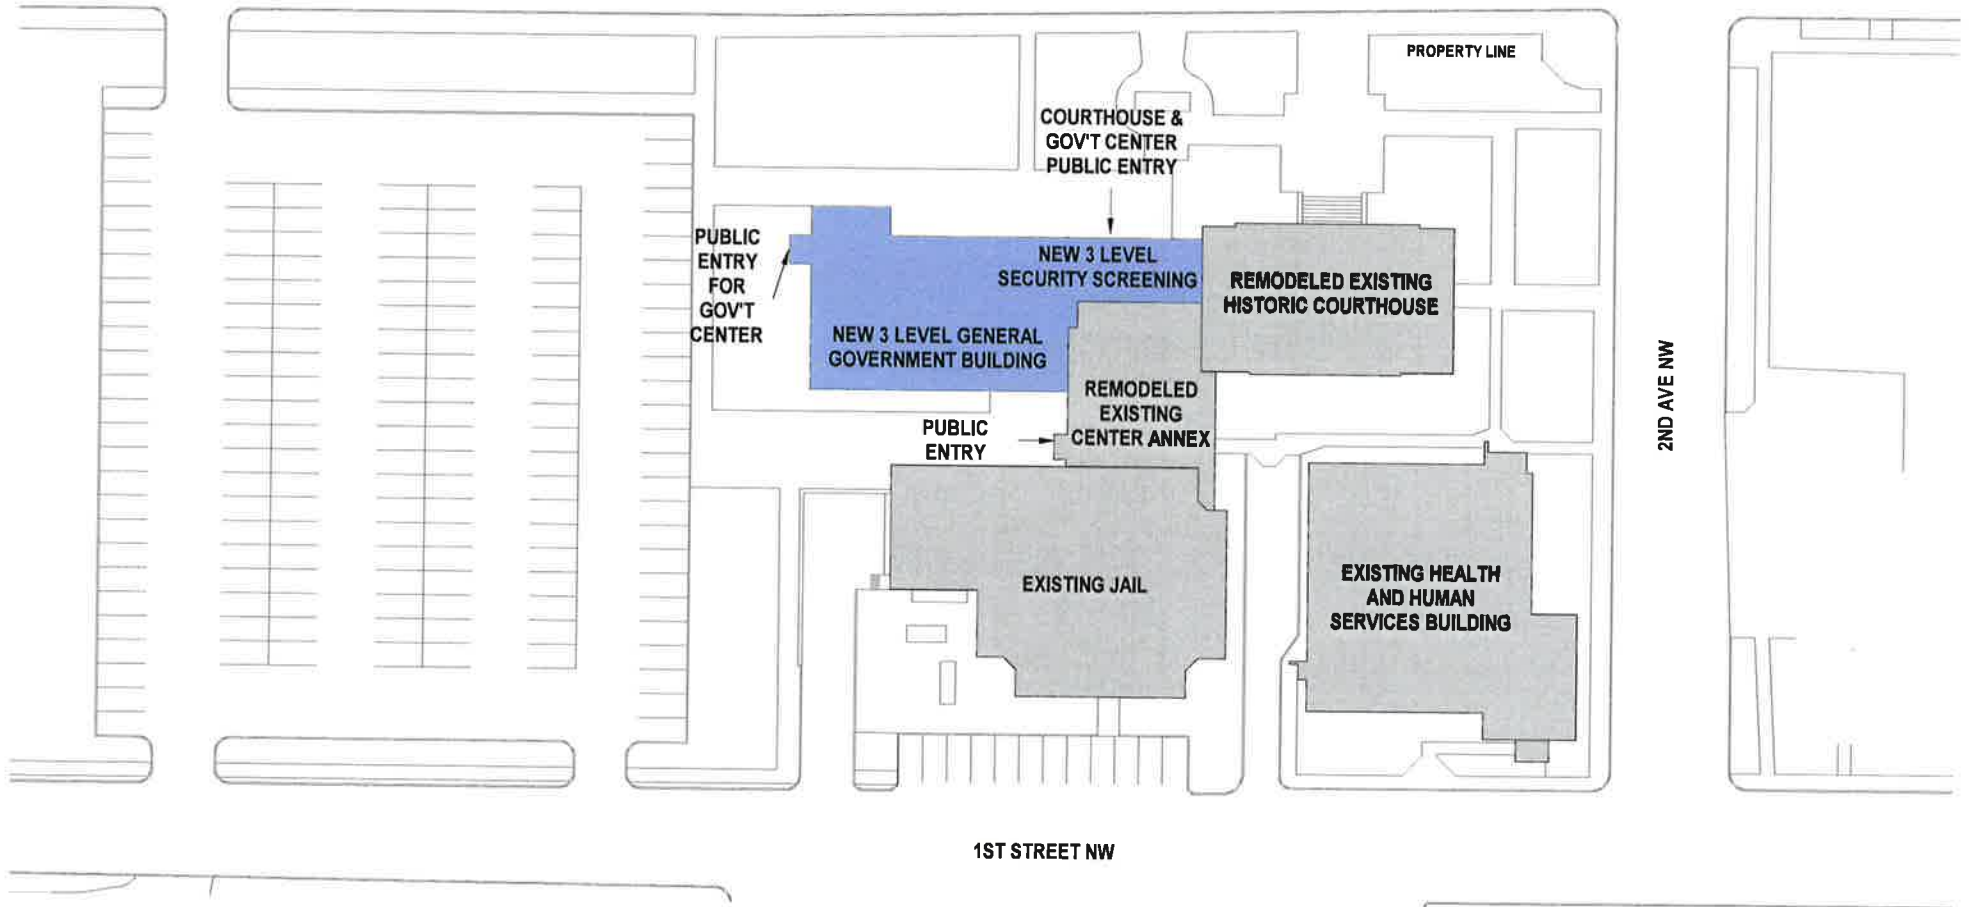 PROPERTY LINE
COURTHOUSE &
GOV'T CENTER
PUBLIC ENTRY
PUBLIC
ENTRY
FOR
GOV'T
CENTER
NEW 3 LEVEL
SECURITY SCREENING
REMODELED EXISTING
HISTORIC COURTHOUSE
NEW 3 LEVEL GENERAL
GOVERNMENT BUILDING
REMODELED
EXISTING
CENTER ANNEX
PUBLIC
ENTRY
2ND AVE NW
EXISTING JAIL
EXISTING HEALTH
AND HUMAN
SERVICES BUILDING
1ST STREET NW